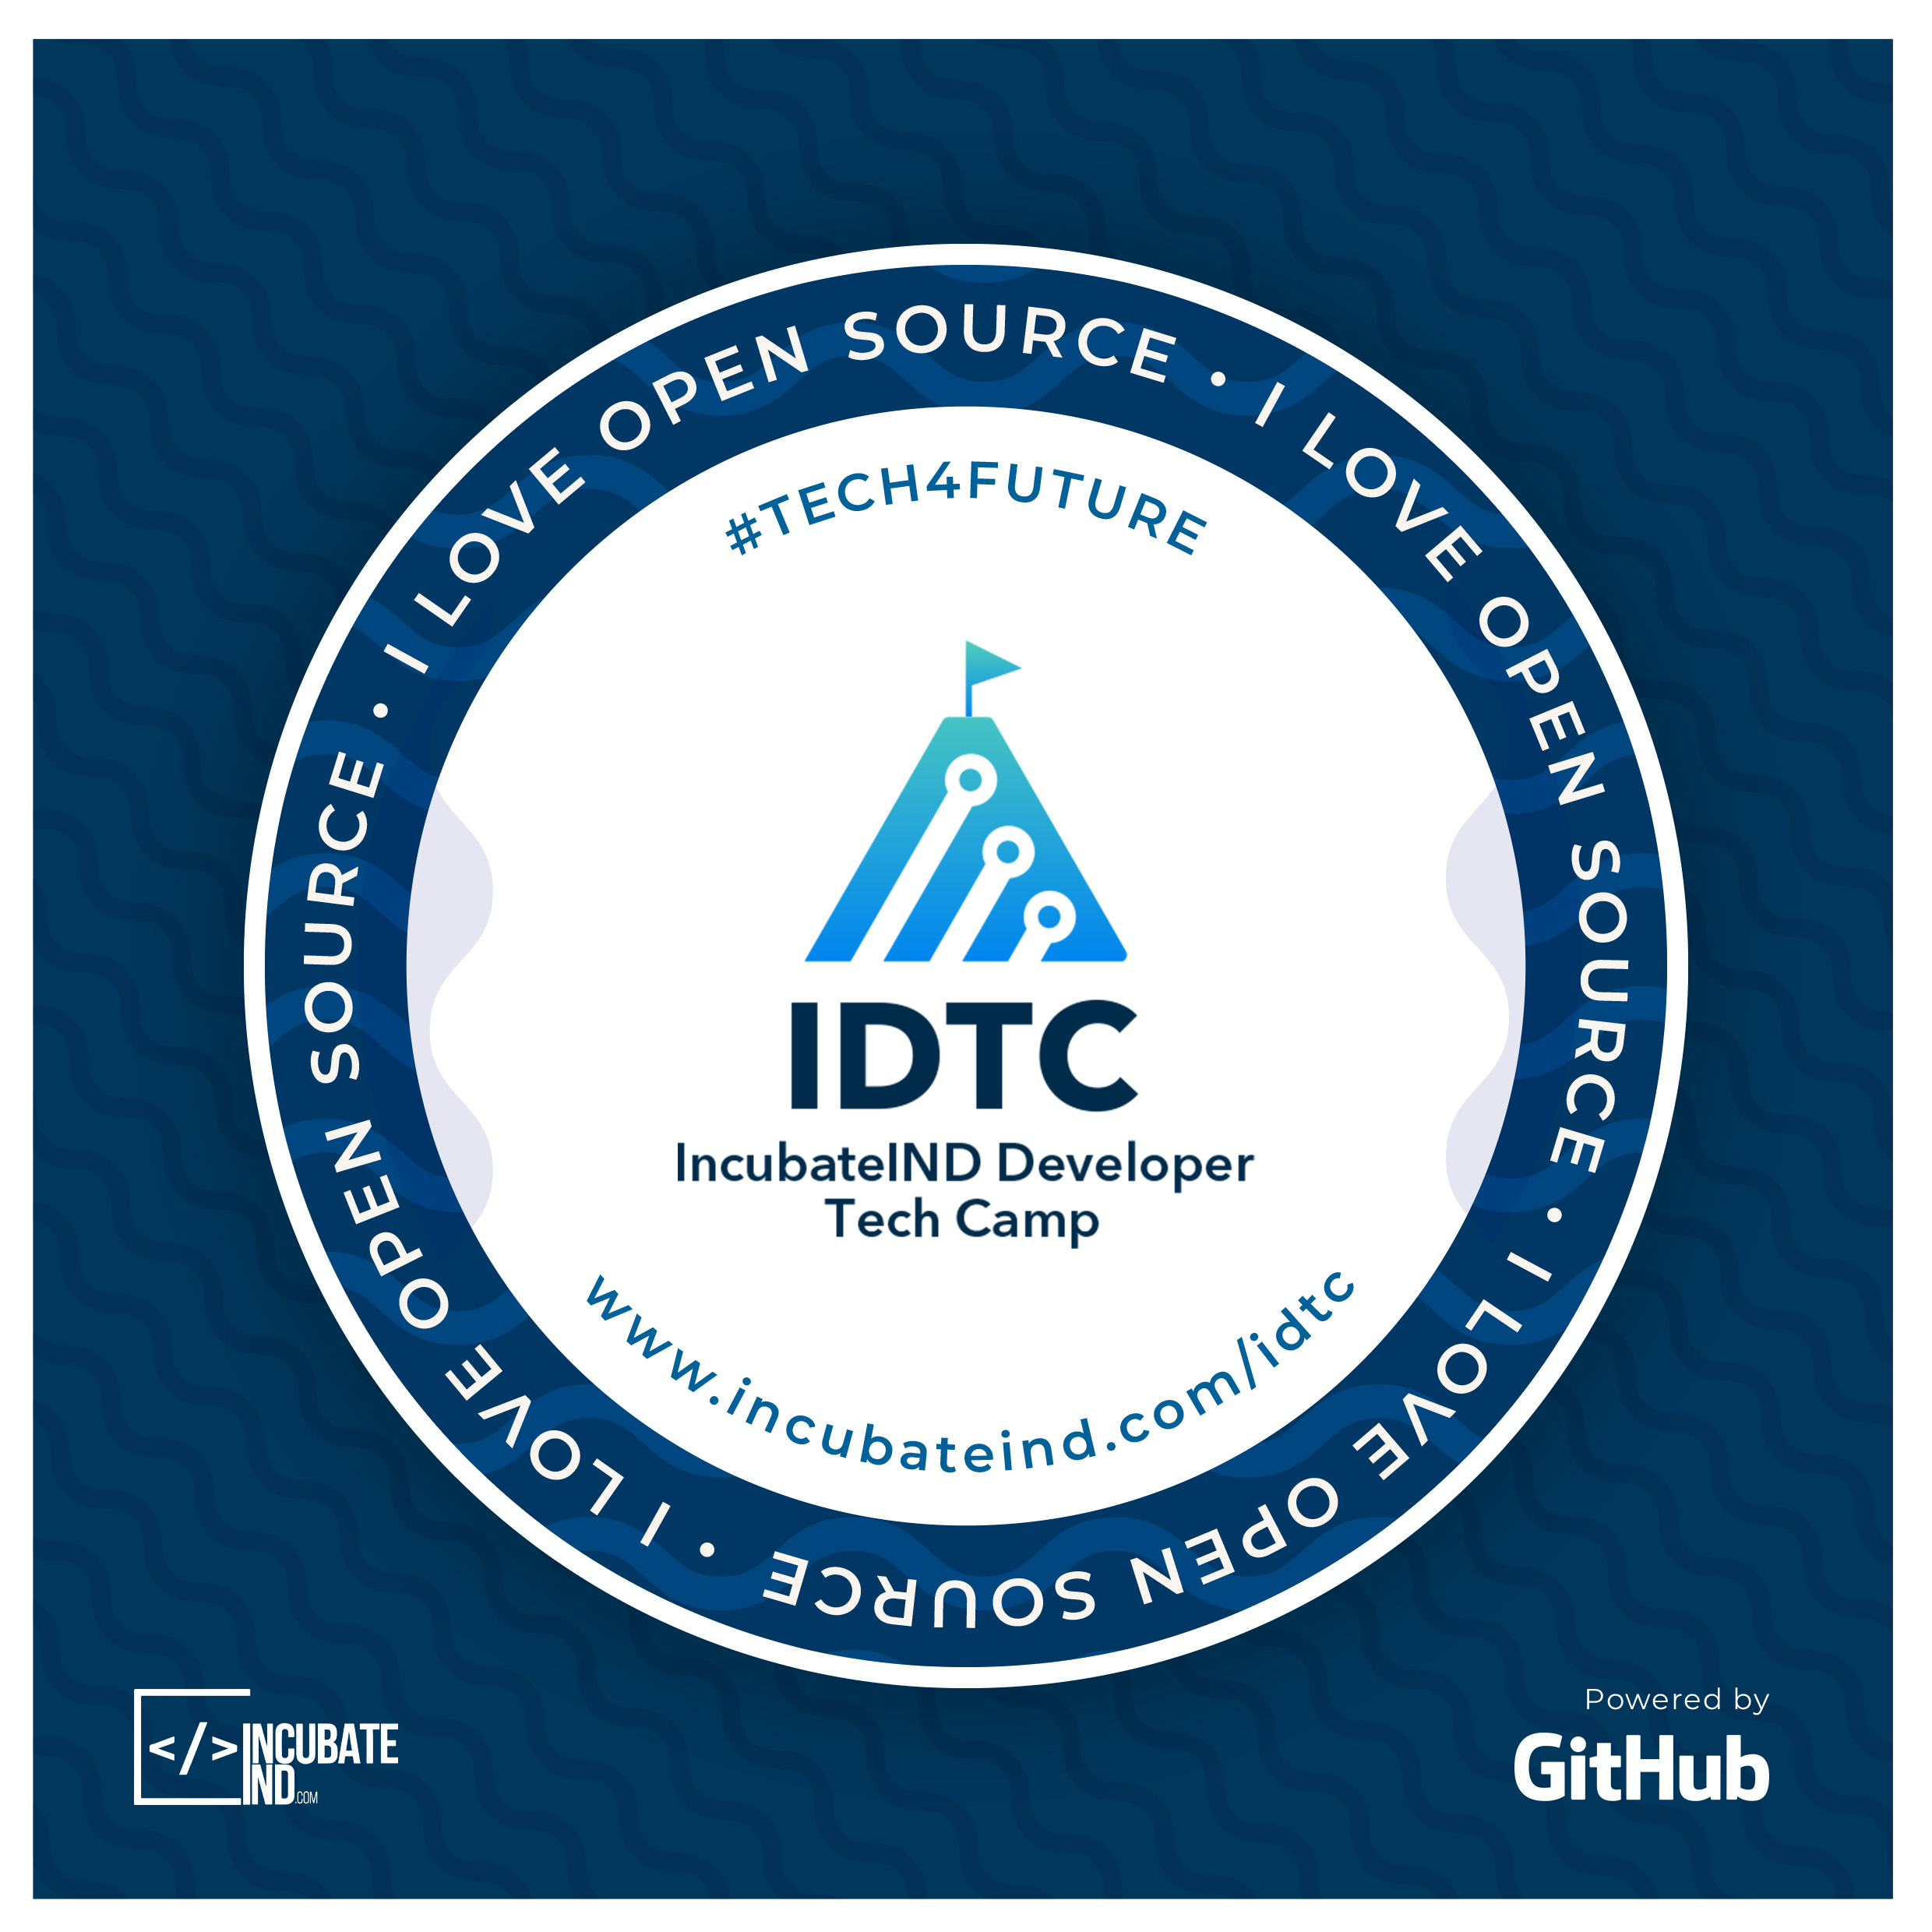 I LOVE OPEN SOURCE • I LOVE OPEN SOURCE • I LOVE OPEN SOURCE • I LOVE OPEN SOURCE •
#TECH4FUTURE
IDTC
IncubateIND Developer
Tech Camp
www.incubateind.com/idtc
</> INCUBATE
IND.COM
Powered by
GitHub